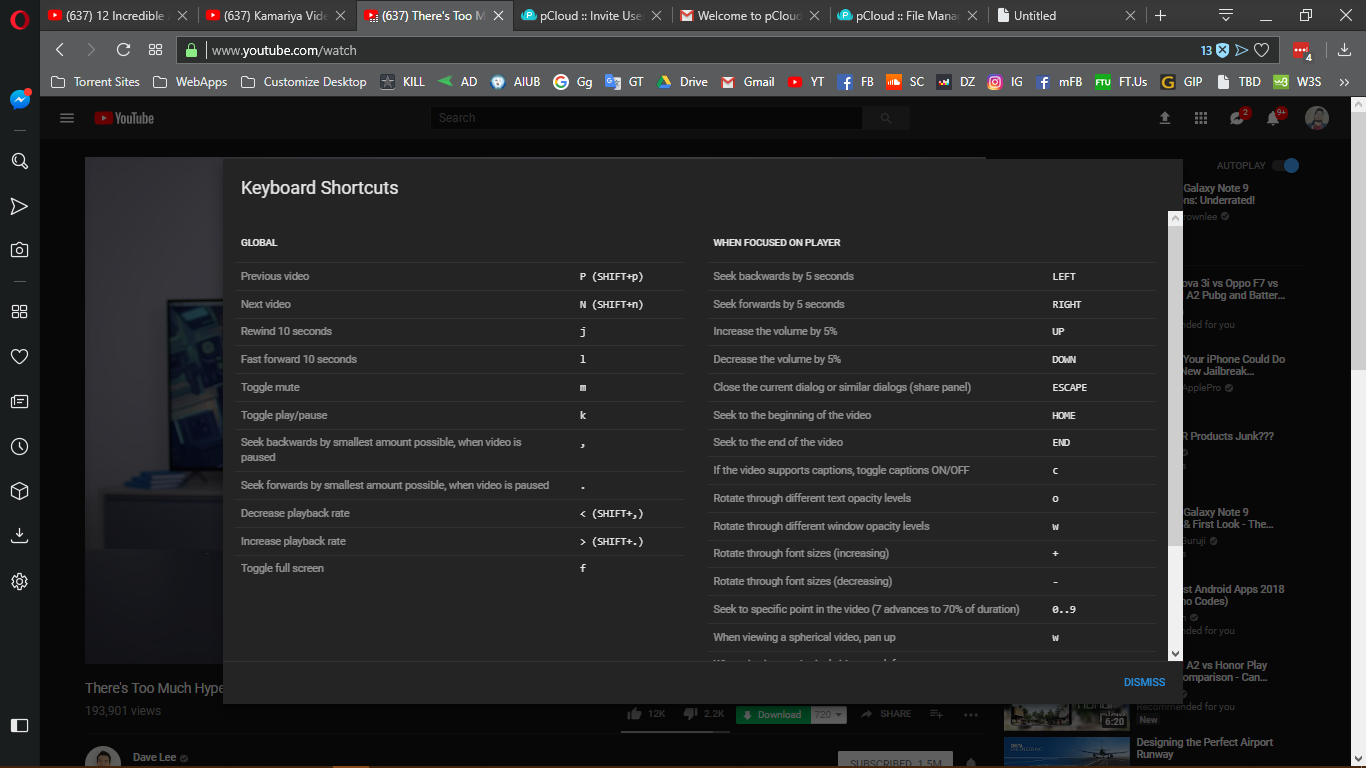 (637) 12 Incredible
(637) Kamariya Vide
(637) There's Too M
pCloud :: Invite Use
Welcome to pCloud
pCloud :: File Mana
Untitled
www.youtube.com/watch
13
4
Torrent Sites
WebApps
Customize Desktop
KILL
AD
AIUB
Gg
GT
Drive
Gmail
YT
FB
SC
DZ
IG
mFB
FT.Us
GIP
TBD
W3S
YouTube
Search
2
9+
AUTOPLAY
Keyboard Shortcuts
GLOBAL
Previous video P (SHIFT+p)
Next video N (SHIFT+n)
Rewind 10 seconds j
Fast forward 10 seconds l
Toggle mute m
Toggle play/pause k
Seek backwards by smallest amount possible, when video is ,
paused
Seek forwards by smallest amount possible, when video is paused .
Decrease playback rate < (SHIFT+,)
Increase playback rate > (SHIFT+.)
Toggle full screen f
WHEN FOCUSED ON PLAYER
Seek backwards by 5 seconds LEFT
Seek forwards by 5 seconds RIGHT
Increase the volume by 5% UP
Decrease the volume by 5% DOWN
Close the current dialog or similar dialogs (share panel) ESCAPE
Seek to the beginning of the video HOME
Seek to the end of the video END
If the video supports captions, toggle captions ON/OFF c
Rotate through different text opacity levels o
Rotate through different window opacity levels w
Rotate through font sizes (increasing) +
Rotate through font sizes (decreasing) -
Seek to specific point in the video (7 advances to 70% of duration) 0..9
When viewing a spherical video, pan up w
DISMISS
Galaxy Note 9
ns: Underrated!
rownlee
ova 3i vs Oppo F7 vs
A2 Pubg and Batter...
nded for you
Your iPhone Could Do
New Jailbreak...
ApplePro
R Products Junk???
Galaxy Note 9
& First Look - The...
Guruji
st Android Apps 2018
no Codes)
nded for you
A2 vs Honor Play
omparison - Can...
Recommended for you
New
6:20
Designing the Perfect Airport
Runway
There's Too Much Hype
193,901 views
12K
2.2K
Download
720
SHARE
Dave Lee
SUBSCRIBED 1.5M